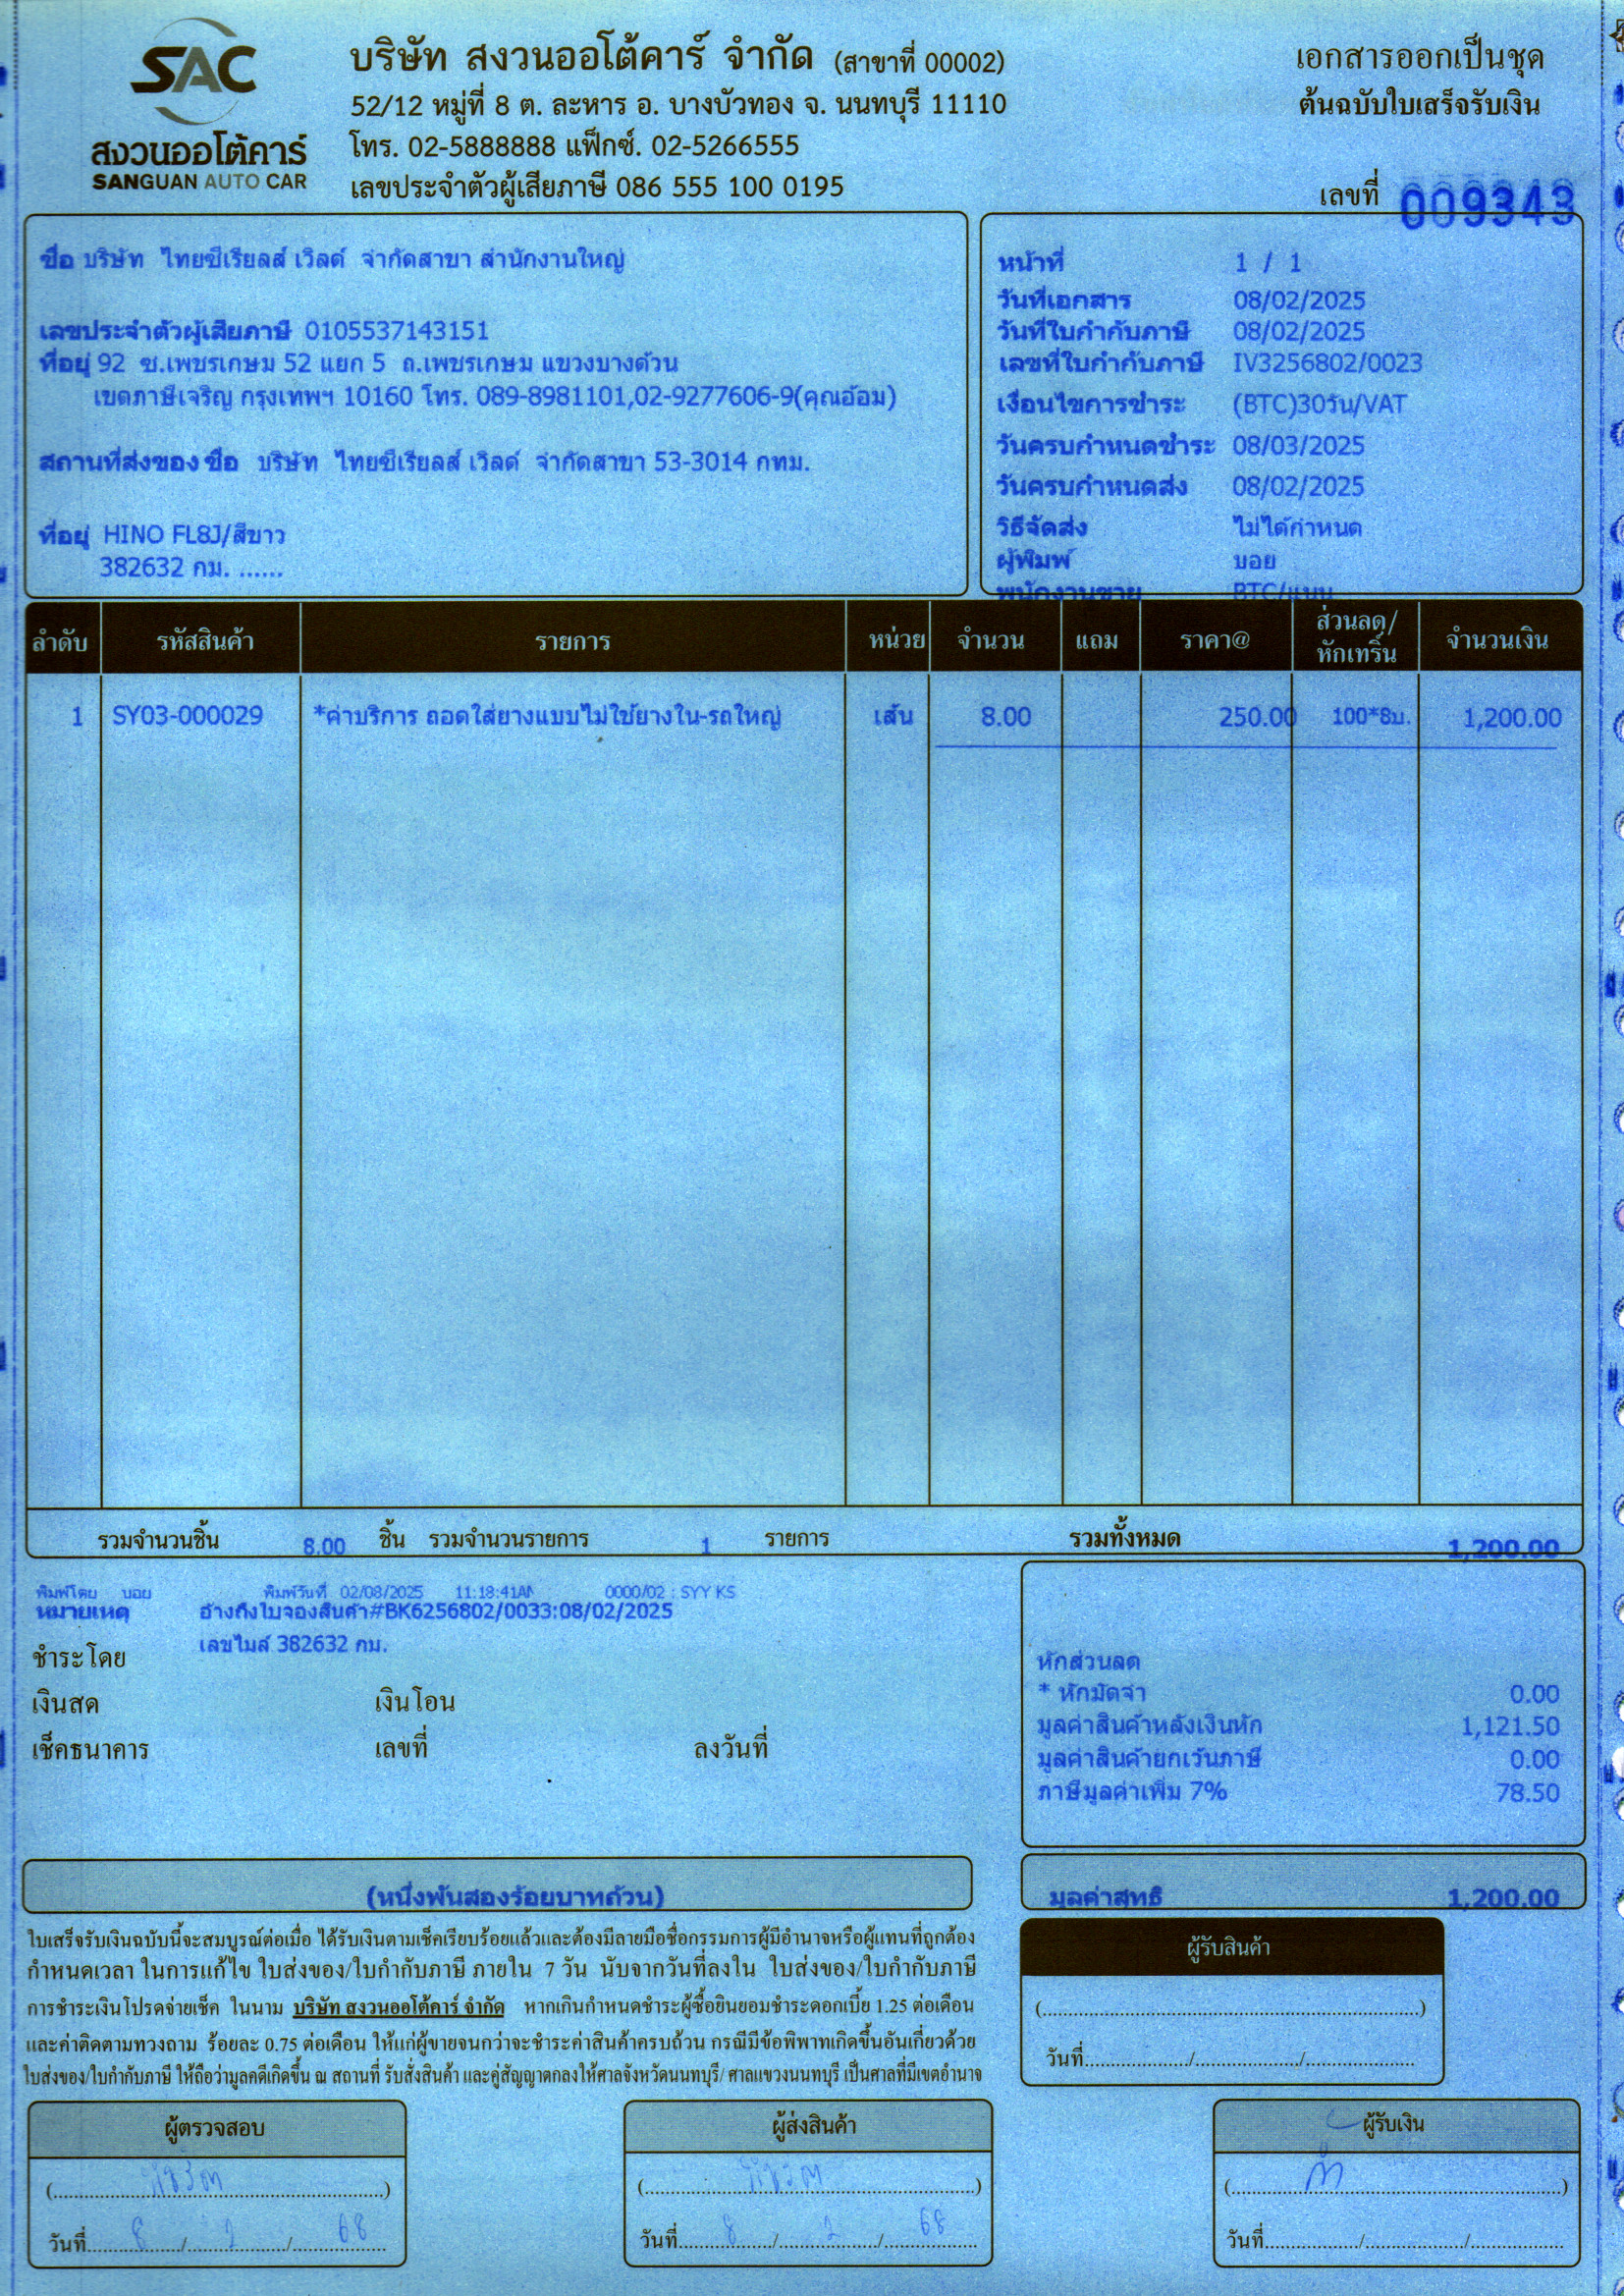 SAC
สงวนออโต้คาร์
SANGUAN AUTO CAR
บริษัท สงวนออโต้คาร์ จำกัด (สาขาที่ 00002)
52/12 หมู่ที่ 8 ต. ละหาร อ. บางบัวทอง จ. นนทบุรี 11110
โทร. 02-5888888 แฟ็กซ์. 02-5266555
เลขประจำตัวผู้เสียภาษี 086 555 100 0195
เอกสารออกเป็นชุด
ต้นฉบับใบเสร็จรับเงิน
เลขที่ 009343
ชื่อ บริษัท ไทยซีเรียลส์ เวิลด์ จำกัดสาขา สำนักงานใหญ่
เลขประจำตัวผู้เสียภาษี 0105537143151
ที่อยู่ 92 ซ.เพชรเกษม 52 แยก 5 ถ.เพชรเกษม แขวงบางด้วน
เขตภาษีเจริญ กรุงเทพฯ 10160 โทร. 089-8981101,02-9277606-9(คุณอ้อม)
สถานที่ส่งของ ชื่อ บริษัท ไทยซีเรียลส์ เวิลด์ จำกัดสาขา 53-3014 กทม.
ที่อยู่ HINO FL8J/สีขาว
382632 กม. ......
หน้าที่ 1 / 1
วันที่เอกสาร 08/02/2025
วันที่ใบกำกับภาษี 08/02/2025
เลขที่ใบกำกับภาษี IV3256802/0023
เงื่อนไขการชำระ (BTC)30วัน/VAT
วันครบกำหนดชำระ 08/03/2025
วันครบกำหนดส่ง 08/02/2025
วิธีจัดส่ง ไม่ได้กำหนด
ผู้พิมพ์ บอย
พนักงานขาย BTC/แบน
ลำดับ รหัสสินค้า รายการ หน่วย จำนวน แถม ราคา@ ส่วนลด/หักเทริ์น จำนวนเงิน
1 SY03-000029 *ค่าบริการ ถอดใส่ยางแบบไม่ใช้ยางใน-รถใหญ่ เส้น 8.00 250.00 100*8บ. 1,200.00
รวมจำนวนชิ้น 8.00 ชิ้น รวมจำนวนรายการ 1 รายการ รวมทั้งหมด 1,200.00
พิมพ์โดย บอย พิมพ์วันที่ 02/08/2025 11:18:41AM 0000/02 : SYY KS
หมายเหตุ อ้างถึงใบจองสินค้า#BK6256802/0033:08/02/2025
เลขไมล์ 382632 กม.
ชำระโดย
เงินสด เงินโอน
เช็คธนาคาร เลขที่ ลงวันที่
หักส่วนลด
* หักมัดจำ 0.00
มูลค่าสินค้าหลังเงินหัก 1,121.50
มูลค่าสินค้ายกเว้นภาษี 0.00
ภาษีมูลค่าเพิ่ม 7% 78.50
(หนึ่งพันสองร้อยบาทถ้วน)
มูลค่าสุทธิ 1,200.00
ใบเสร็จรับเงินฉบับนี้จะสมบูรณ์ต่อเมื่อ ได้รับเงินตามเช็คเรียบร้อยแล้วและต้องมีลายมือชื่อกรรมการผู้มีอำนาจหรือผู้แทนที่ถูกต้อง
กำหนดเวลา ในการแก้ไข ใบส่งของ/ใบกำกับภาษี ภายใน 7 วัน นับจากวันที่ลงใน ใบส่งของ/ใบกำกับภาษี
การชำระเงินโปรดจ่ายเช็ค ในนาม บริษัท สงวนออโต้คาร์ จำกัด หากเกินกำหนดชำระผู้ซื้อยินยอมชำระดอกเบี้ย 1.25 ต่อเดือน
และค่าติดตามทวงถาม ร้อยละ 0.75 ต่อเดือน ให้แก่ผู้ขายจนกว่าจะชำระค่าสินค้าครบถ้วน กรณีมีข้อพิพาทเกิดขึ้นอันเกี่ยวด้วย
ใบส่งของ/ใบกำกับภาษี ให้ถือว่ามูลคดีเกิดขึ้น ณ สถานที่ รับสั่งสินค้า และคู่สัญญาตกลงให้ศาลจังหวัดนนทบุรี/ ศาลแขวงนนทบุรี เป็นศาลที่มีเขตอำนาจ
ผู้รับสินค้า
(..........)
วันที่........../........../..........
ผู้ตรวจสอบ
วันที่ 8 / 2 / 68
ผู้ส่งสินค้า
วันที่ 8 / 2 / 68
ผู้รับเงิน
วันที่........../........../..........